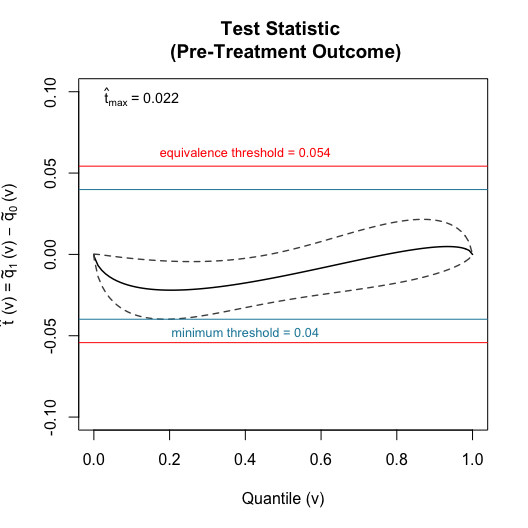 Test Statistic
(Pre-Treatment Outcome)
t̂max = 0.022
equivalence threshold = 0.054
minimum threshold = 0.04
0.10
0.05
0.00
-0.05
-0.10
t̂ (v) = q̃1 (v) − q̃0 (v)
0.0 0.2 0.4 0.6 0.8 1.0
Quantile (v)